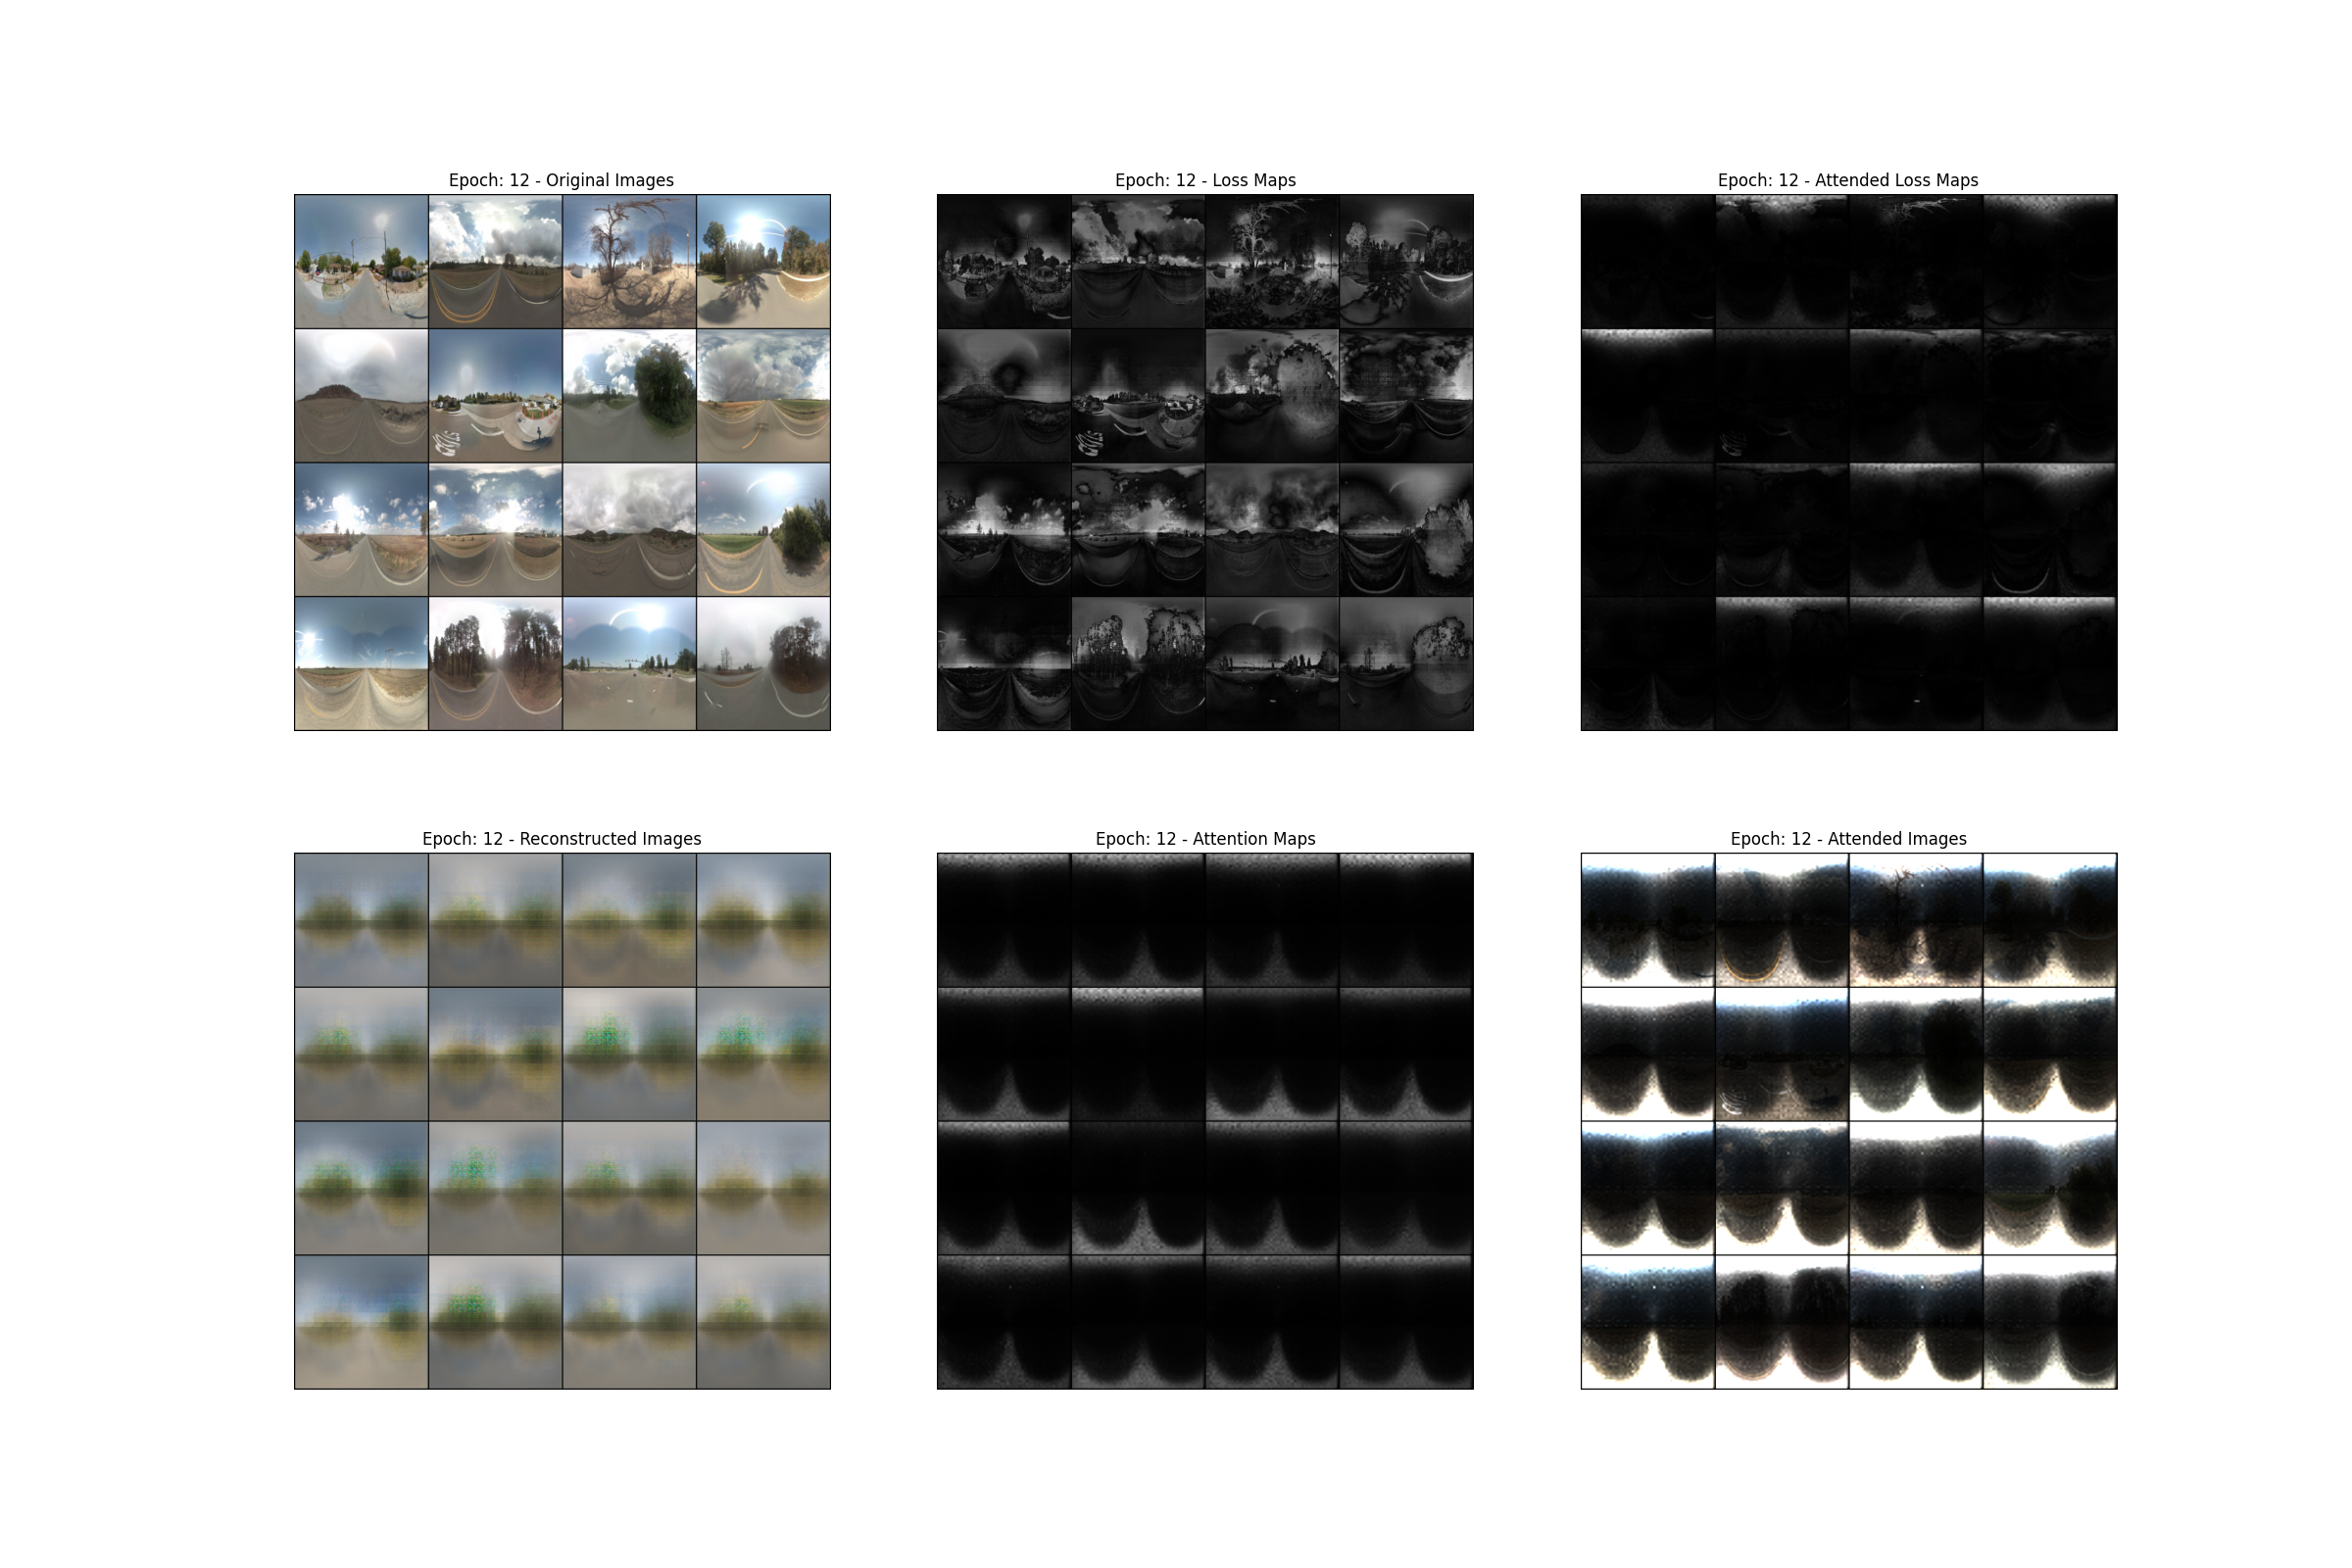 Epoch: 12 - Original Images
Epoch: 12 - Loss Maps
Epoch: 12 - Attended Loss Maps
Epoch: 12 - Reconstructed Images
Epoch: 12 - Attention Maps
Epoch: 12 - Attended Images